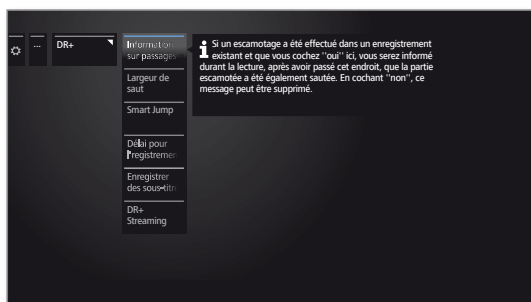 ... DR+
Information
sur passages
Largeur de
saut
Smart Jump
Délai pour
l'registremen
Enregistrer
des sous-titre
DR+
Streaming
Si un escamotage a été effectué dans un enregistrement
existant et que vous cochez "oui" ici, vous serez informé
durant la lecture, après avoir passé cet endroit, que la partie
escamotée a été également sautée. En cochant "non", ce
message peut être supprimé.